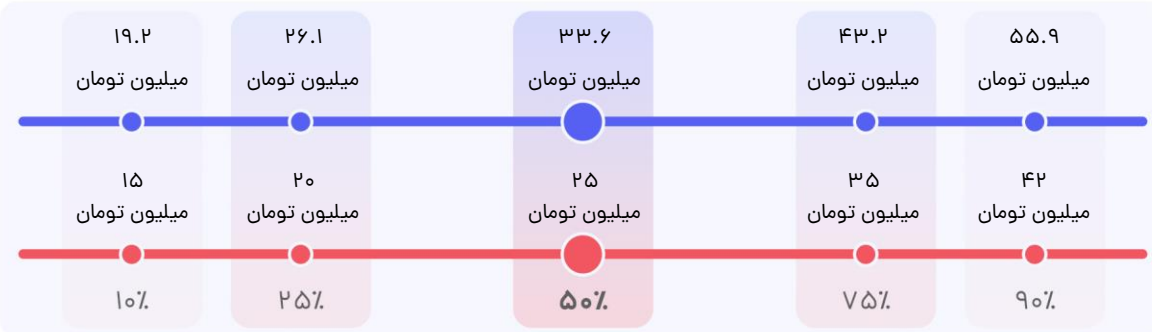 ۱۹.۲ ۲۶.۱ ۳۳.۶ ۴۳.۲ ۵۵.۹
میلیون تومان میلیون تومان میلیون تومان میلیون تومان میلیون تومان
۱۵ ۲۰ ۲۵ ۳۵ ۴۲
میلیون تومان میلیون تومان میلیون تومان میلیون تومان میلیون تومان
۱۰٪ ۲۵٪ ۵۰٪ ۷۵٪ ۹۰٪